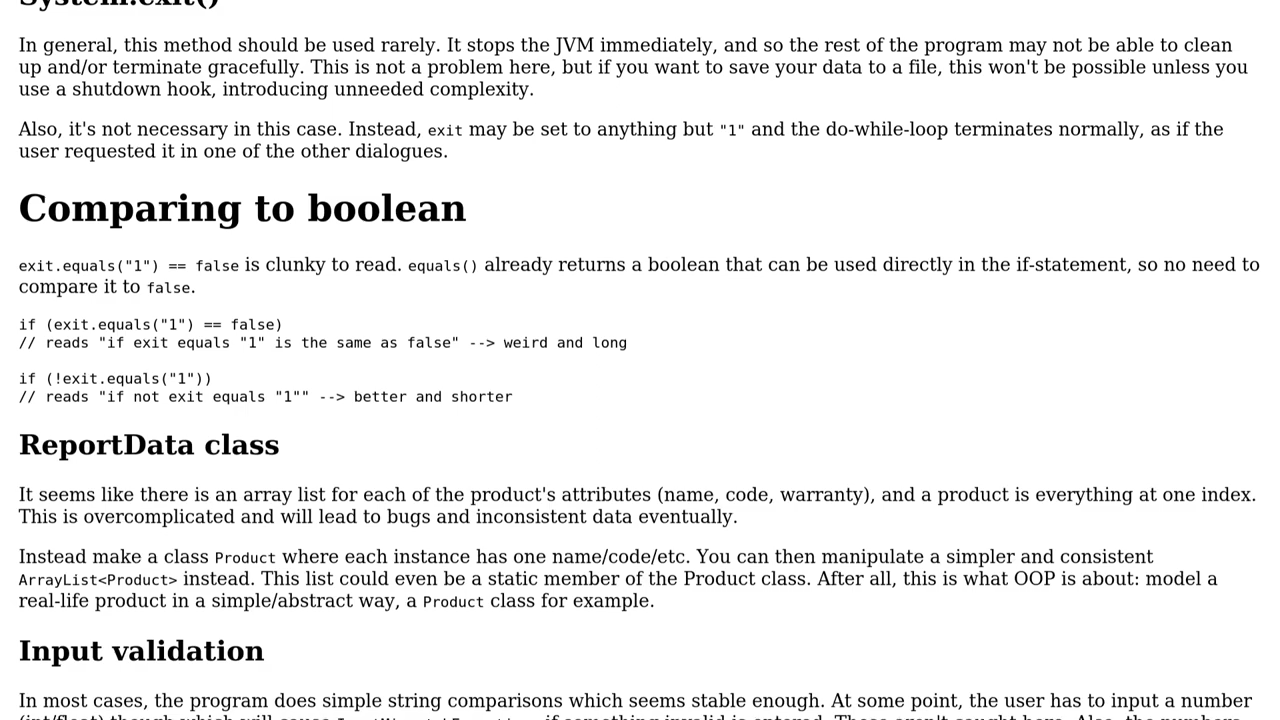 System.exit()
In general, this method should be used rarely. It stops the JVM immediately, and so the rest of the program may not be able to clean
up and/or terminate gracefully. This is not a problem here, but if you want to save your data to a file, this won't be possible unless you
use a shutdown hook, introducing unneeded complexity.
Also, it's not necessary in this case. Instead, exit may be set to anything but "1" and the do-while-loop terminates normally, as if the
user requested it in one of the other dialogues.
Comparing to boolean
exit.equals("1") == false is clunky to read. equals() already returns a boolean that can be used directly in the if-statement, so no need to
compare it to false.
if (exit.equals("1") == false)
// reads "if exit equals "1" is the same as false" --> weird and long
if (!exit.equals("1"))
// reads "if not exit equals "1"" --> better and shorter
ReportData class
It seems like there is an array list for each of the product's attributes (name, code, warranty), and a product is everything at one index.
This is overcomplicated and will lead to bugs and inconsistent data eventually.
Instead make a class Product where each instance has one name/code/etc. You can then manipulate a simpler and consistent
ArrayList<Product> instead. This list could even be a static member of the Product class. After all, this is what OOP is about: model a
real-life product in a simple/abstract way, a Product class for example.
Input validation
In most cases, the program does simple string comparisons which seems stable enough. At some point, the user has to input a number